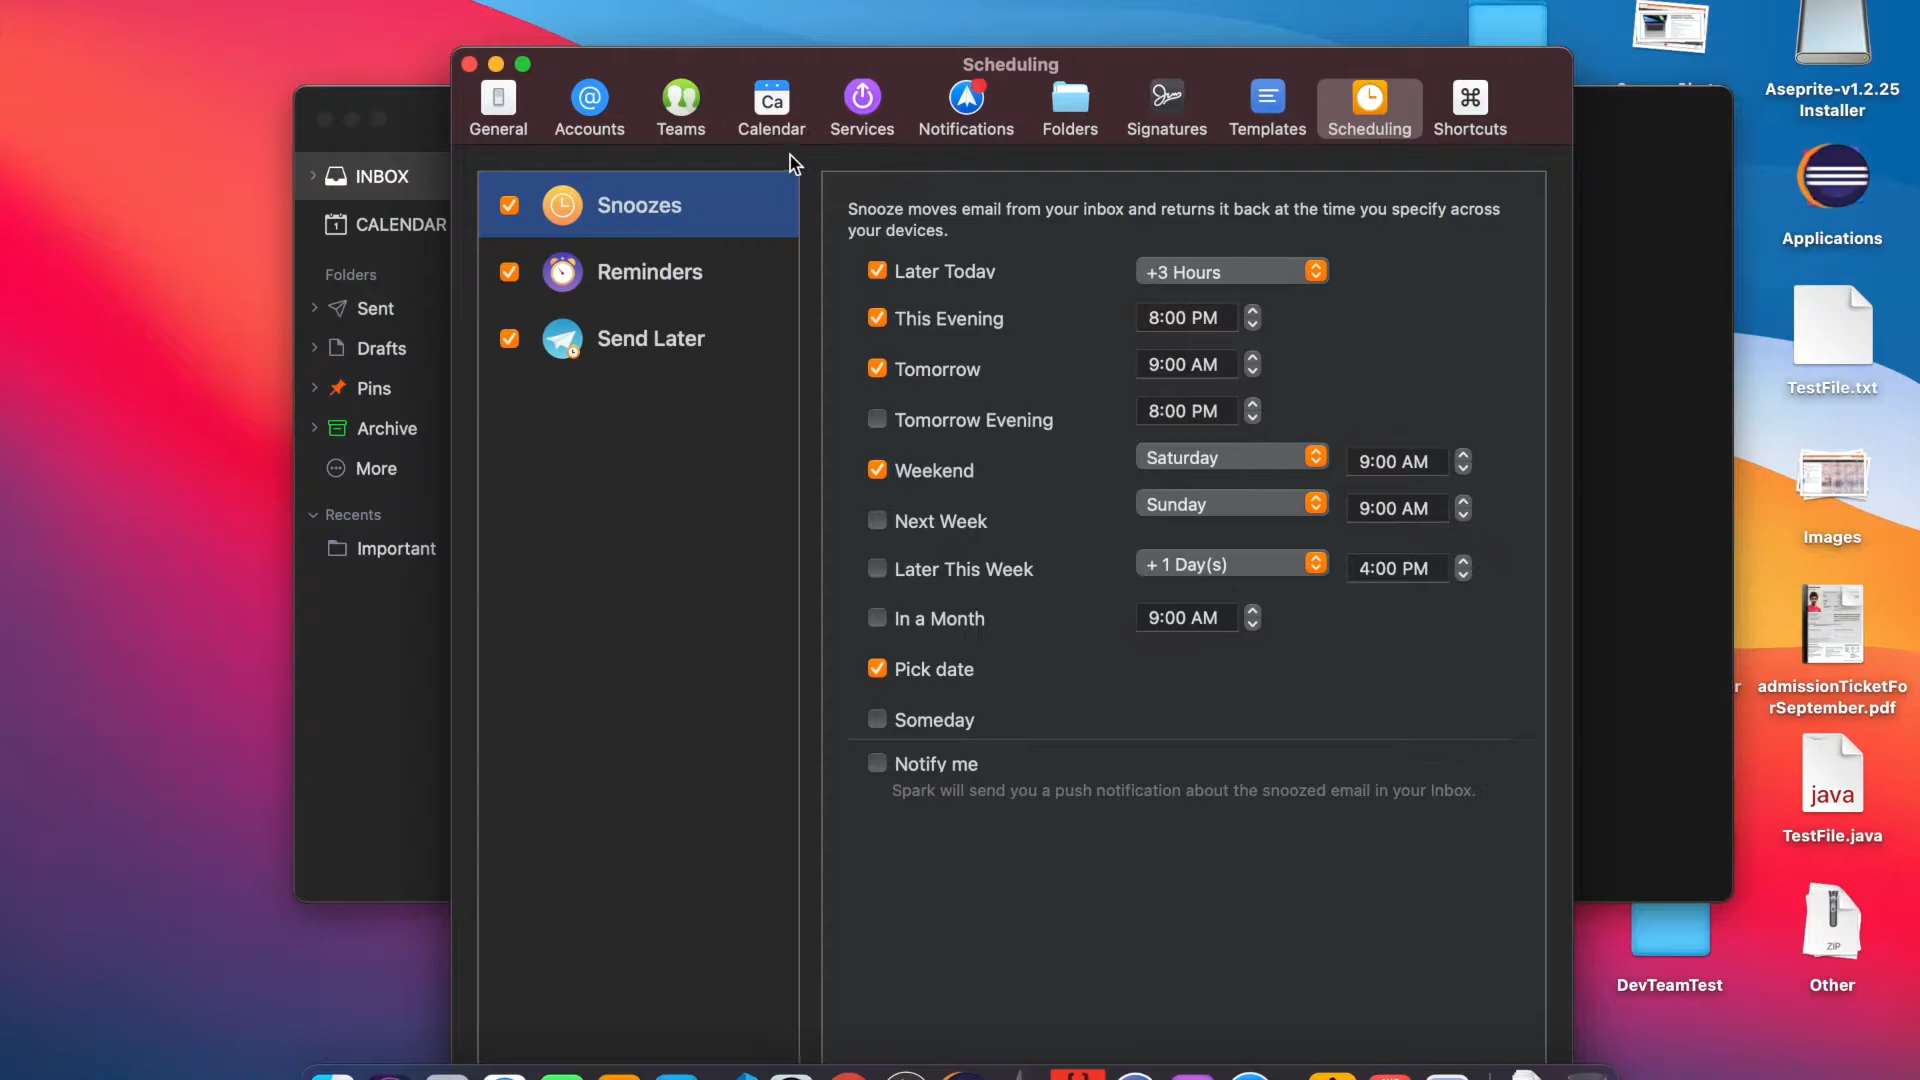 Scheduling
General
Accounts
Teams
Ca
Calendar
Services
Notifications
Folders
Signatures
Templates
Scheduling
Shortcuts
INBOX
1
CALENDAR
Folders
Sent
Drafts
Pins
Archive
More
Recents
Important
Snoozes
Reminders
Send Later
Snooze moves email from your inbox and returns it back at the time you specify across
your devices.
Later Today +3 Hours
This Evening 8:00 PM
Tomorrow 9:00 AM
Tomorrow Evening 8:00 PM
Weekend Saturday 9:00 AM
Next Week Sunday 9:00 AM
Later This Week + 1 Day(s) 4:00 PM
In a Month 9:00 AM
Pick date
Someday
Notify me
Spark will send you a push notification about the snoozed email in your Inbox.
Aseprite-v1.2.25
Installer
Applications
TestFile.txt
Images
r
admissionTicketFo
rSeptember.pdf
java
TestFile.java
ZIP
DevTeamTest
Other